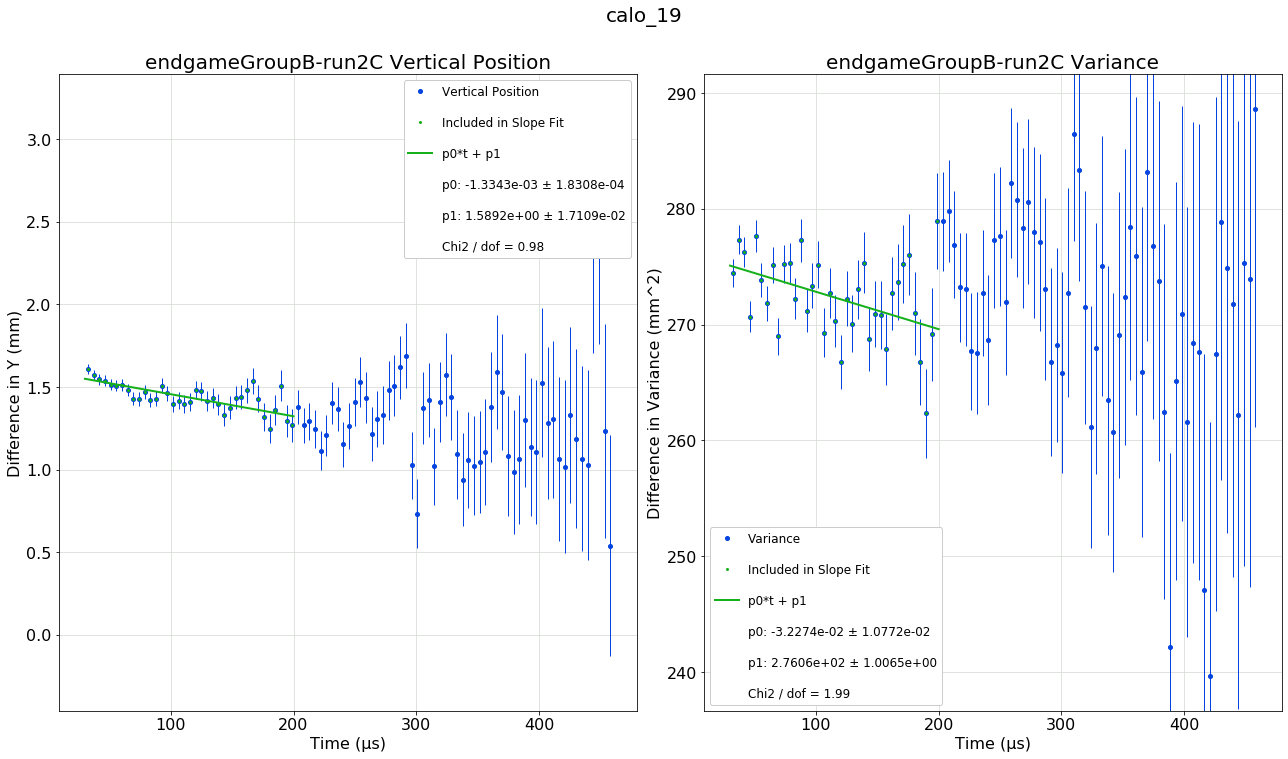 calo_19
endgameGroupB-run2C Vertical Position
Difference in Y (mm)
3.0
2.5
2.0
1.5
1.0
0.5
0.0
100
200
300
400
Time (μs)
Vertical Position
Included in Slope Fit
p0*t + p1
p0: -1.3343e-03 ± 1.8308e-04
p1: 1.5892e+00 ± 1.7109e-02
Chi2 / dof = 0.98
endgameGroupB-run2C Variance
Difference in Variance (mm^2)
290
280
270
260
250
240
100
200
300
400
Time (μs)
Variance
Included in Slope Fit
p0*t + p1
p0: -3.2274e-02 ± 1.0772e-02
p1: 2.7606e+02 ± 1.0065e+00
Chi2 / dof = 1.99